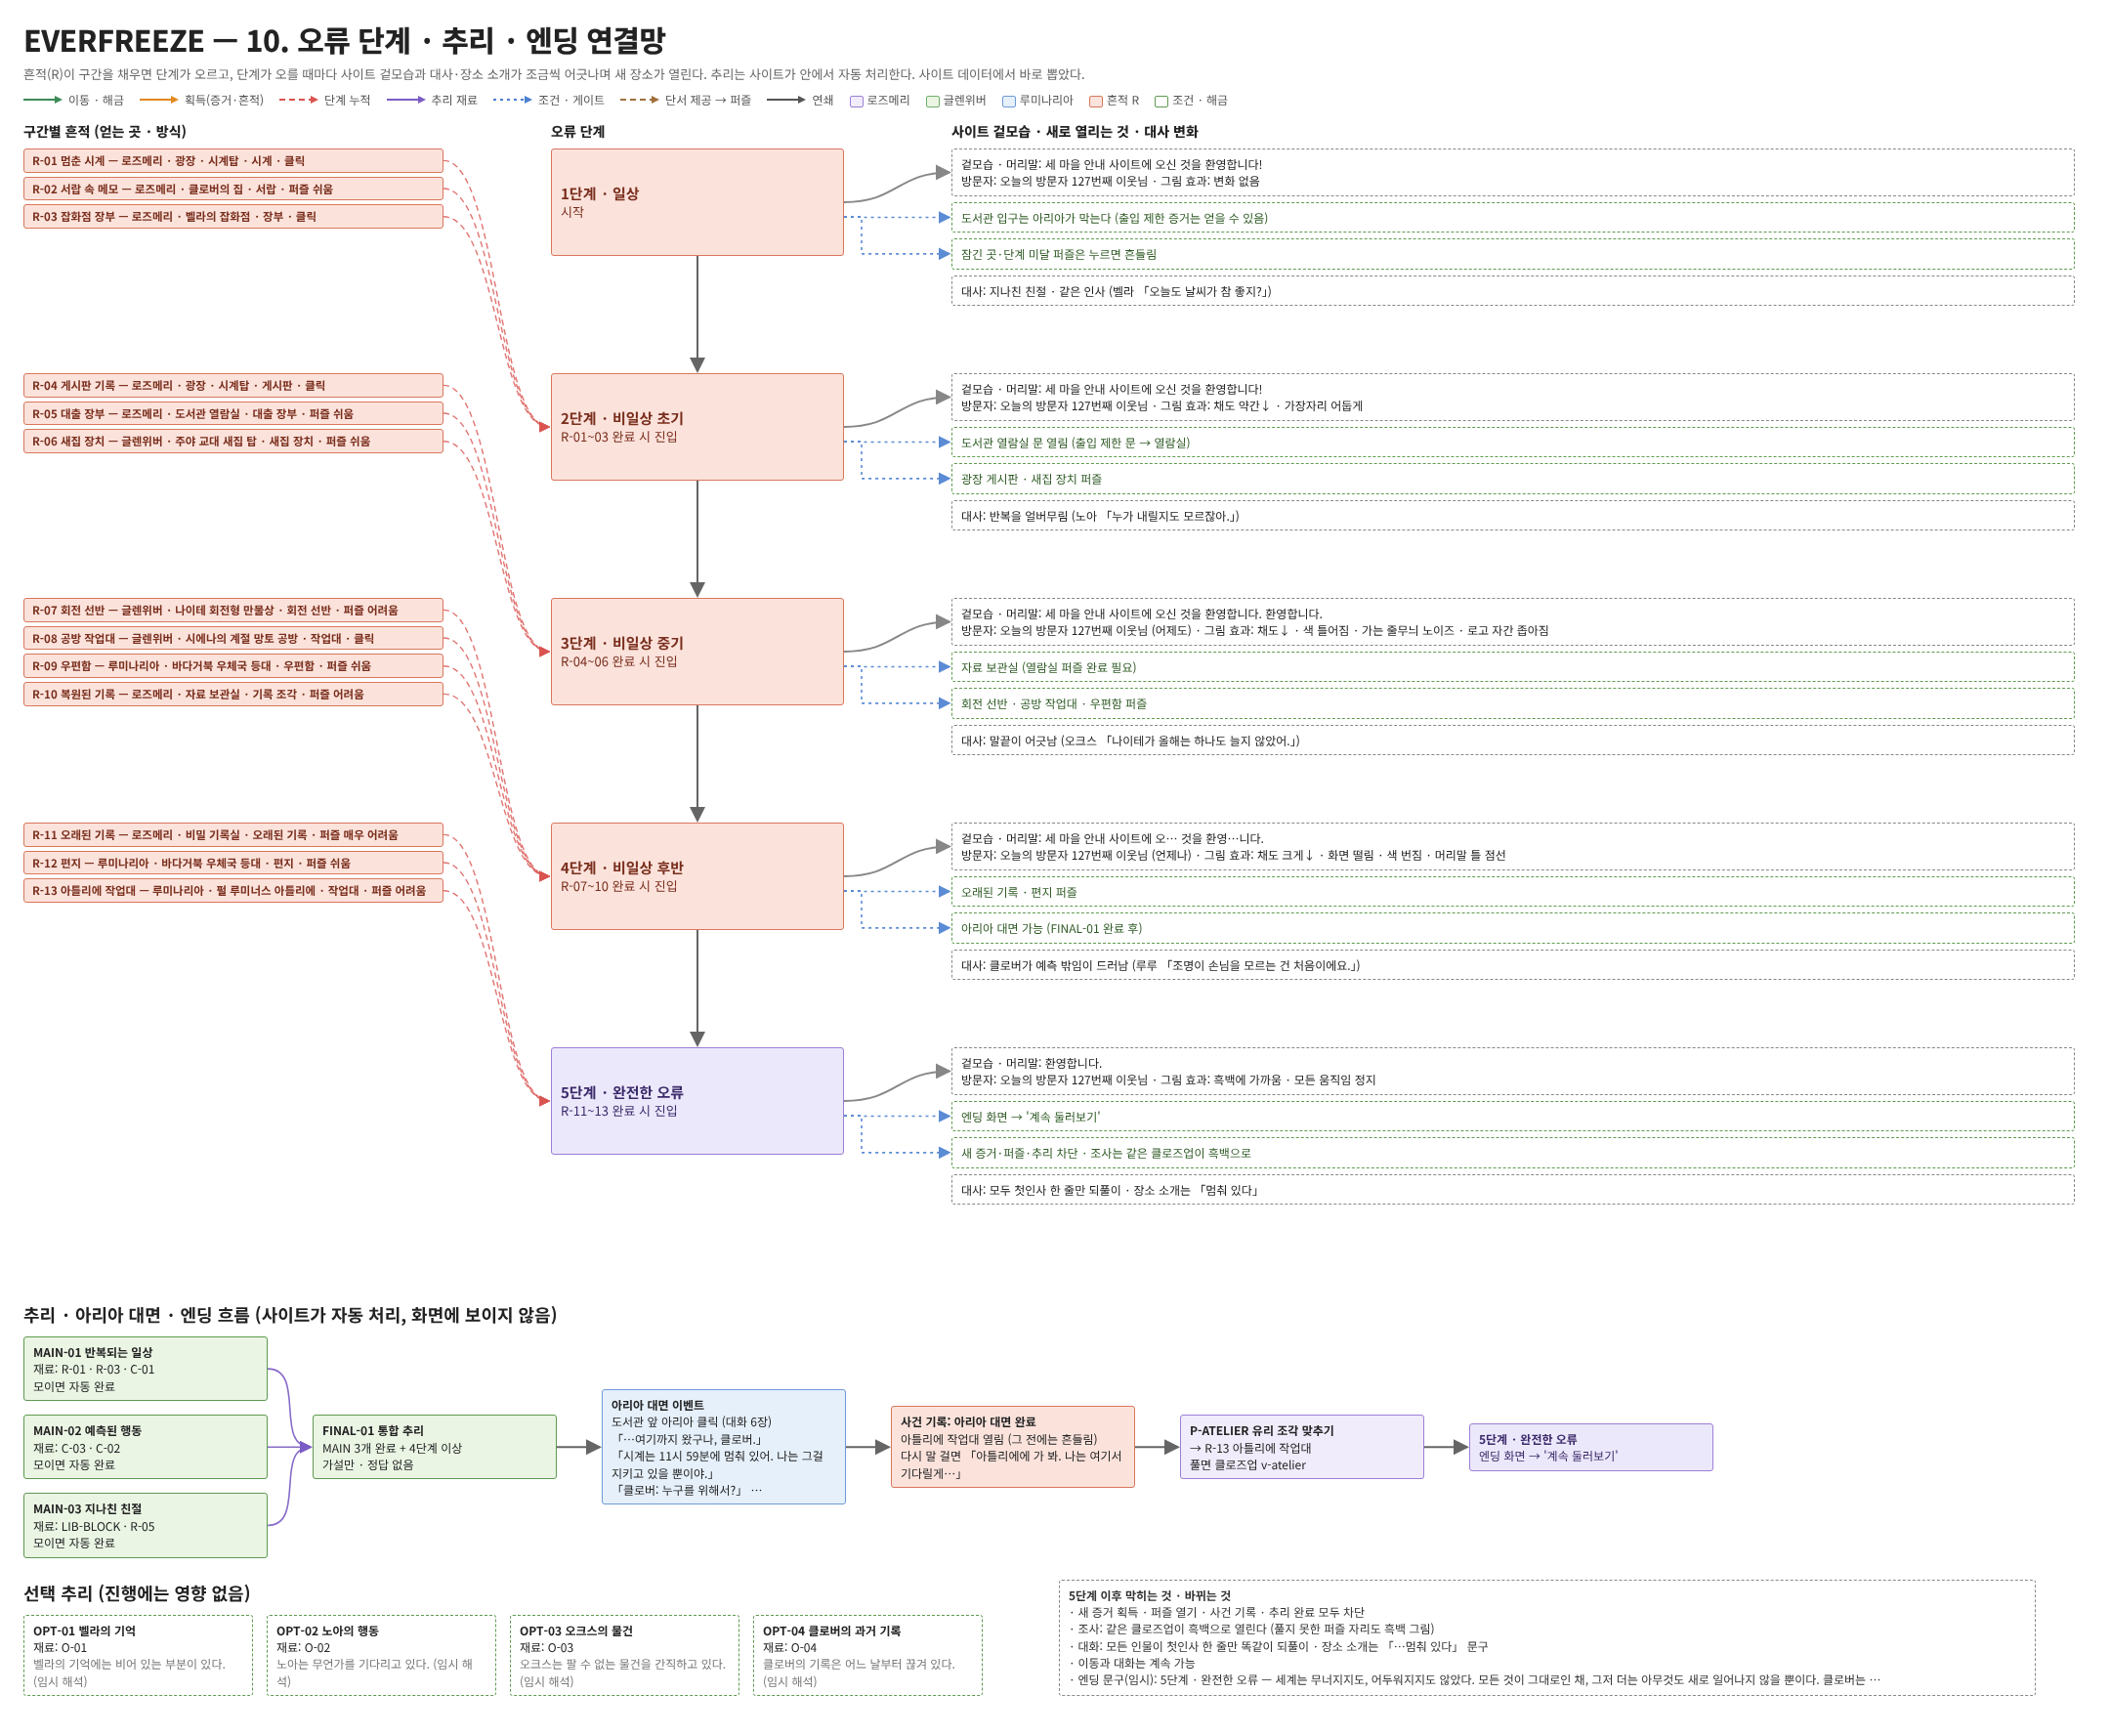 EVERFREEZE — 10. 오류 단계 · 추리 · 엔딩 연결망
흔적(R)이 구간을 채우면 단계가 오르고, 단계가 오를 때마다 사이트 겉모습과 대사·장소 소개가 조금씩 어긋나며 새 장소가 열린다. 추리는 사이트가 안에서 자동 처리한다. 사이트 데이터에서 바로 뽑았다.
이동 · 해금
획득(증거·흔적)
단계 누적
추리 재료
조건 · 게이트
단서 제공 → 퍼즐
연쇄
로즈메리
글렌위버
루미나리아
흔적 R
조건 · 해금
구간별 흔적 (얻는 곳 · 방식)
오류 단계
사이트 겉모습 · 새로 열리는 것 · 대사 변화
R-01 멈춘 시계 — 로즈메리 · 광장 · 시계탑 · 시계 · 클릭
R-02 서랍 속 메모 — 로즈메리 · 클로버의 집 · 서랍 · 퍼즐 쉬움
R-03 잡화점 장부 — 로즈메리 · 벨라의 잡화점 · 장부 · 클릭
1단계 · 일상
시작
겉모습 · 머리말: 세 마을 안내 사이트에 오신 것을 환영합니다!
방문자: 오늘의 방문자 127번째 이웃님 · 그림 효과: 변화 없음
도서관 입구는 아리아가 막는다 (출입 제한 증거는 얻을 수 있음)
잠긴 곳·단계 미달 퍼즐은 누르면 흔들림
대사: 지나친 친절 · 같은 인사 (벨라 「오늘도 날씨가 참 좋지?」)
R-04 게시판 기록 — 로즈메리 · 광장 · 시계탑 · 게시판 · 클릭
R-05 대출 장부 — 로즈메리 · 도서관 열람실 · 대출 장부 · 퍼즐 쉬움
R-06 새집 장치 — 글렌위버 · 주야 교대 새집 탑 · 새집 장치 · 퍼즐 쉬움
2단계 · 비일상 초기
R-01~03 완료 시 진입
겉모습 · 머리말: 세 마을 안내 사이트에 오신 것을 환영합니다!
방문자: 오늘의 방문자 127번째 이웃님 · 그림 효과: 채도 약간↓ · 가장자리 어둡게
도서관 열람실 문 열림 (출입 제한 문 → 열람실)
광장 게시판 · 새집 장치 퍼즐
대사: 반복을 얼버무림 (노아 「누가 내릴지도 모르잖아.」)
R-07 회전 선반 — 글렌위버 · 나이테 회전형 만물상 · 회전 선반 · 퍼즐 어려움
R-08 공방 작업대 — 글렌위버 · 시에나의 계절 망토 공방 · 작업대 · 클릭
R-09 우편함 — 루미나리아 · 바다거북 우체국 등대 · 우편함 · 퍼즐 쉬움
R-10 복원된 기록 — 로즈메리 · 자료 보관실 · 기록 조각 · 퍼즐 어려움
3단계 · 비일상 중기
R-04~06 완료 시 진입
겉모습 · 머리말: 세 마을 안내 사이트에 오신 것을 환영합니다. 환영합니다.
방문자: 오늘의 방문자 127번째 이웃님 (어제도) · 그림 효과: 채도↓ · 색 틀어짐 · 가는 줄무늬 노이즈 · 로고 자간 좁아짐
자료 보관실 (열람실 퍼즐 완료 필요)
회전 선반 · 공방 작업대 · 우편함 퍼즐
대사: 말끝이 어긋남 (오크스 「나이테가 올해는 하나도 늘지 않았어.」)
R-11 오래된 기록 — 로즈메리 · 비밀 기록실 · 오래된 기록 · 퍼즐 매우 어려움
R-12 편지 — 루미나리아 · 바다거북 우체국 등대 · 편지 · 퍼즐 쉬움
R-13 아틀리에 작업대 — 루미나리아 · 펄 루미너스 아틀리에 · 작업대 · 퍼즐 어려움
4단계 · 비일상 후반
R-07~10 완료 시 진입
겉모습 · 머리말: 세 마을 안내 사이트에 오··· 것을 환영···니다.
방문자: 오늘의 방문자 127번째 이웃님 (언제나) · 그림 효과: 채도 크게↓ · 화면 떨림 · 색 번짐 · 머리말 틀 점선
오래된 기록 · 편지 퍼즐
아리아 대면 가능 (FINAL-01 완료 후)
대사: 클로버가 예측 밖임이 드러남 (루루 「조명이 손님을 모르는 건 처음이에요.」)
5단계 · 완전한 오류
R-11~13 완료 시 진입
겉모습 · 머리말: 환영합니다.
방문자: 오늘의 방문자 127번째 이웃님 · 그림 효과: 흑백에 가까움 · 모든 움직임 정지
엔딩 화면 → '계속 둘러보기'
새 증거·퍼즐·추리 차단 · 조사는 같은 클로즈업이 흑백으로
대사: 모두 첫인사 한 줄만 되풀이 · 장소 소개는 「멈춰 있다」
추리 · 아리아 대면 · 엔딩 흐름 (사이트가 자동 처리, 화면에 보이지 않음)
MAIN-01 반복되는 일상
재료: R-01 · R-03 · C-01
모이면 자동 완료
MAIN-02 예측된 행동
재료: C-03 · C-02
모이면 자동 완료
MAIN-03 지나친 친절
재료: LIB-BLOCK · R-05
모이면 자동 완료
FINAL-01 통합 추리
MAIN 3개 완료 + 4단계 이상
가설만 · 정답 없음
아리아 대면 이벤트
도서관 앞 아리아 클릭 (대화 6장)
「···여기까지 왔구나, 클로버.」
「시계는 11시 59분에 멈춰 있어. 나는 그걸
지키고 있을 뿐이야.」
「클로버: 누구를 위해서?」 ···
사건 기록: 아리아 대면 완료
아틀리에 작업대 열림 (그 전에는 흔들림)
다시 말 걸면 「아틀리에에 가 봐. 나는 여기서
기다릴게···」
P-ATELIER 유리 조각 맞추기
→ R-13 아틀리에 작업대
풀면 클로즈업 v-atelier
5단계 · 완전한 오류
엔딩 화면 → '계속 둘러보기'
선택 추리 (진행에는 영향 없음)
OPT-01 벨라의 기억
재료: O-01
벨라의 기억에는 비어 있는 부분이 있다.
(임시 해석)
OPT-02 노아의 행동
재료: O-02
노아는 무언가를 기다리고 있다. (임시 해
석)
OPT-03 오크스의 물건
재료: O-03
오크스는 팔 수 없는 물건을 간직하고 있다.
(임시 해석)
OPT-04 클로버의 과거 기록
재료: O-04
클로버의 기록은 어느 날부터 끊겨 있다.
(임시 해석)
5단계 이후 막히는 것 · 바뀌는 것
· 새 증거 획득 · 퍼즐 열기 · 사건 기록 · 추리 완료 모두 차단
· 조사: 같은 클로즈업이 흑백으로 열린다 (풀지 못한 퍼즐 자리도 흑백 그림)
· 대화: 모든 인물이 첫인사 한 줄만 똑같이 되풀이 · 장소 소개는 「···멈춰 있다」 문구
· 이동과 대화는 계속 가능
· 엔딩 문구(임시): 5단계 · 완전한 오류 — 세계는 무너지지도, 어두워지지도 않았다. 모든 것이 그대로인 채, 그저 더는 아무것도 새로 일어나지 않을 뿐이다. 클로버는 ···